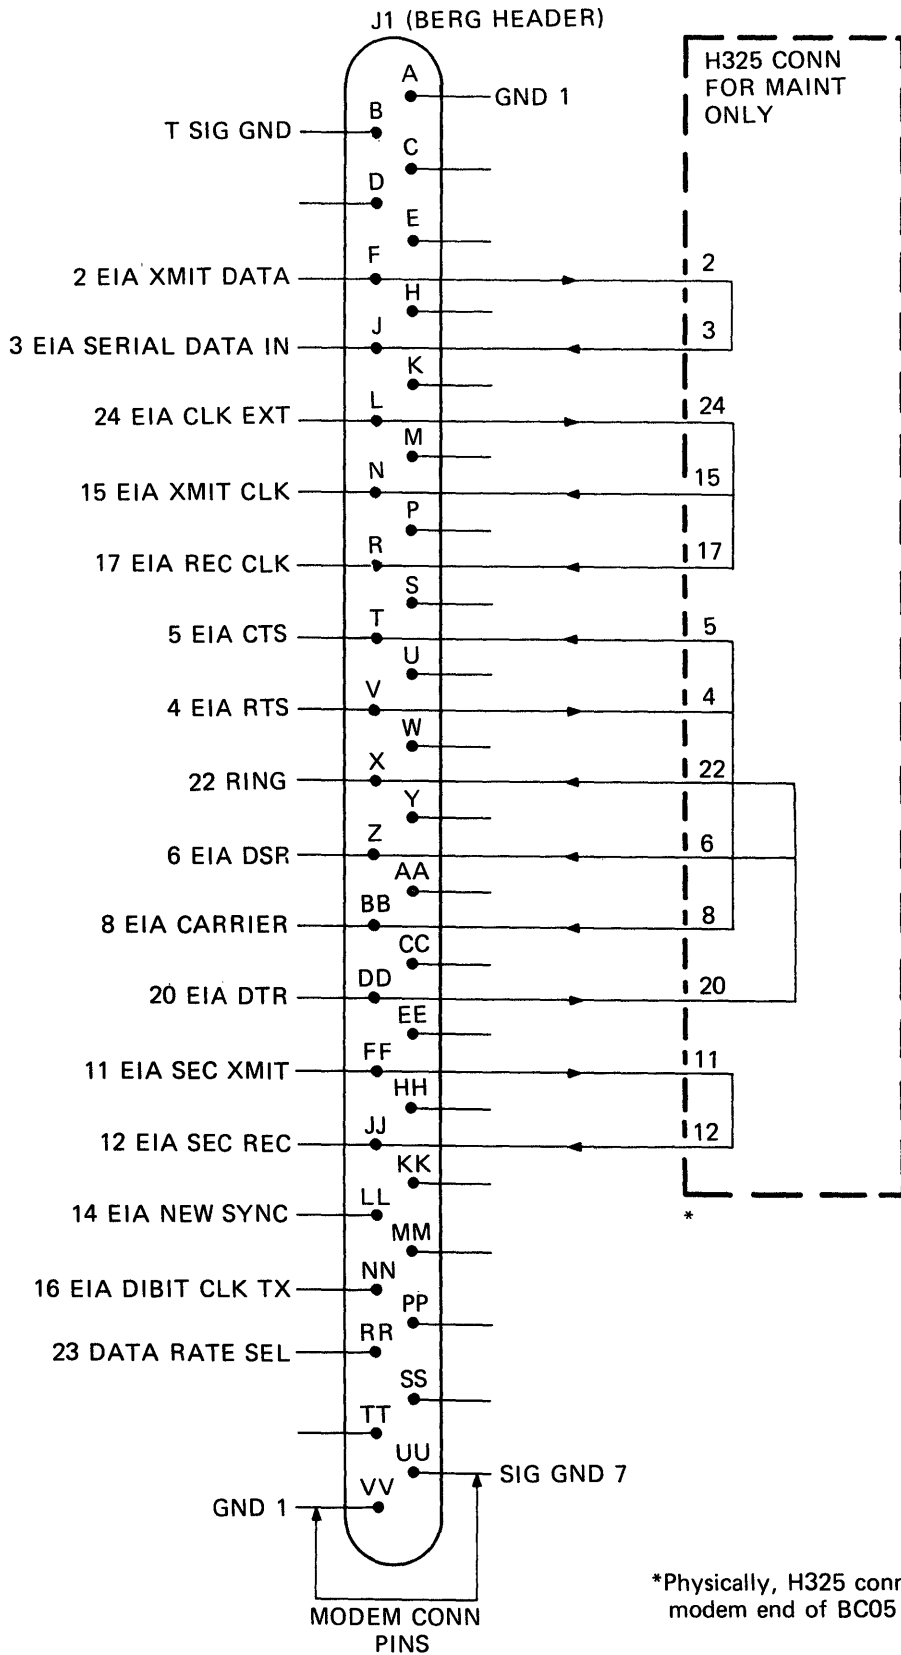 J1 (BERG HEADER)
H325 CONN
FOR MAINT
ONLY
A
GND 1
B
T SIG GND
C
D
E
F
2 EIA XMIT DATA
2
H
J
3 EIA SERIAL DATA IN
3
K
L
24 EIA CLK EXT
24
M
N
15 EIA XMIT CLK
15
P
R
17 EIA REC CLK
17
S
T
5 EIA CTS
5
U
V
4 EIA RTS
4
W
X
22 RING
22
Y
Z
6 EIA DSR
6
AA
BB
8 EIA CARRIER
8
CC
DD
20 EIA DTR
20
EE
FF
11 EIA SEC XMIT
11
HH
JJ
12 EIA SEC REC
12
KK
LL
14 EIA NEW SYNC
*
MM
NN
16 EIA DIBIT CLK TX
PP
RR
23 DATA RATE SEL
SS
TT
UU
SIG GND 7
VV
GND 1
MODEM CONN
PINS
*Physically, H325 conn
modem end of BC05